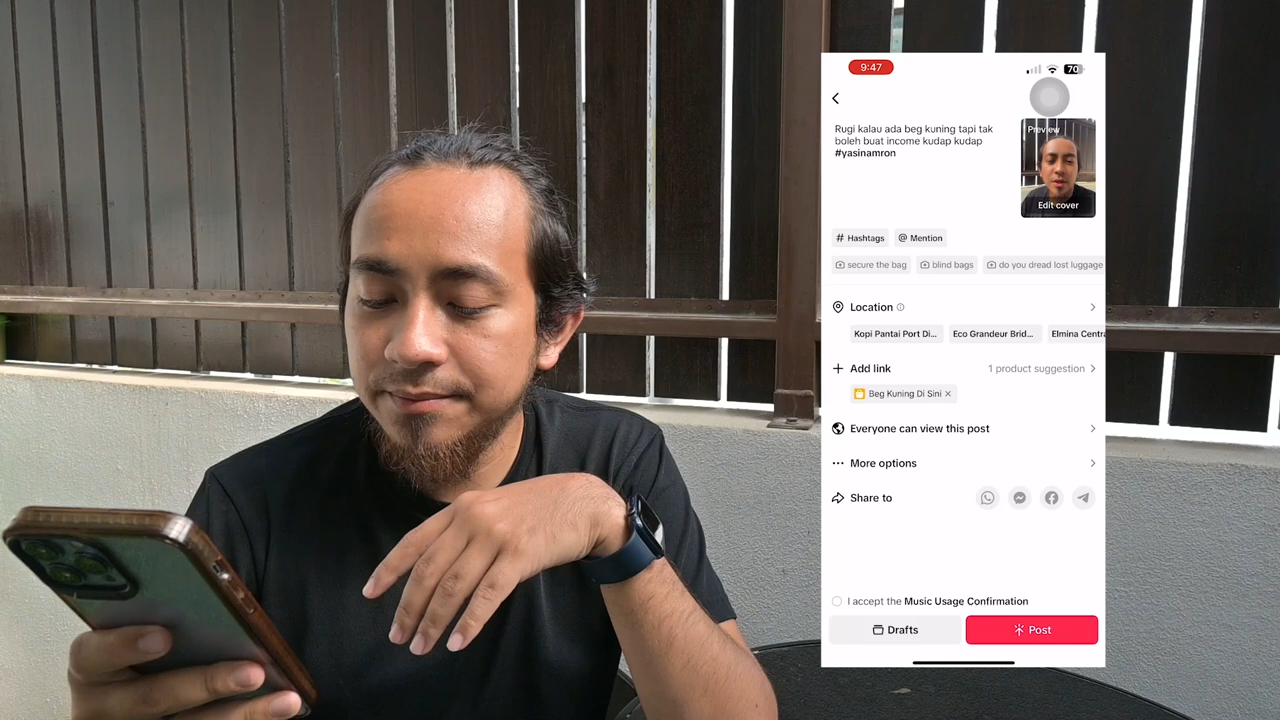 9:47
70
Rugi kalau ada beg kuning tapi tak
boleh buat income kudap kudap
#yasinamron
Preview
Edit cover
# Hashtags
@ Mention
secure the bag
blind bags
do you dread lost luggage
Location
Kopi Pantai Port Di...
Eco Grandeur Brid...
Elmina Centra
Add link
1 product suggestion
Beg Kuning Di Sini
Everyone can view this post
More options
Share to
I accept the Music Usage Confirmation
Drafts
Post